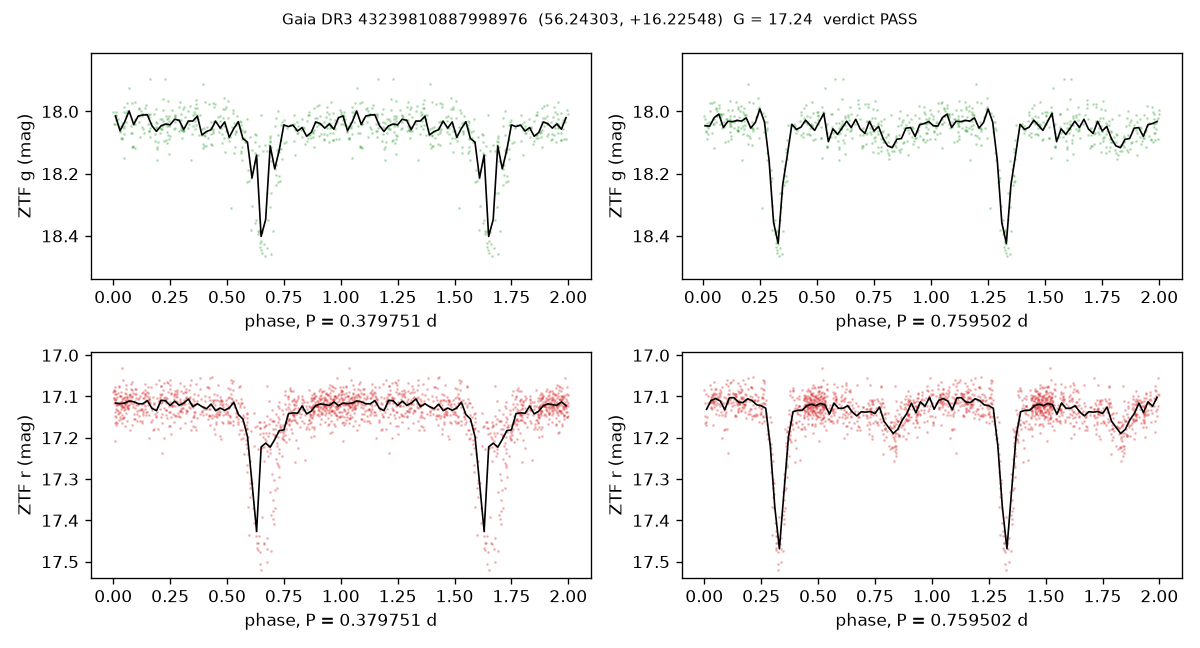 Gaia DR3 43239810887998976  (56.24303, +16.22548)  G = 17.24  verdict PASS
ZTF g (mag)
18.0
18.2
18.4
0.00 0.25 0.50 0.75 1.00 1.25 1.50 1.75 2.00
phase, P = 0.379751 d
ZTF g (mag)
18.0
18.2
18.4
0.00 0.25 0.50 0.75 1.00 1.25 1.50 1.75 2.00
phase, P = 0.759502 d
ZTF r (mag)
17.0
17.1
17.2
17.3
17.4
17.5
0.00 0.25 0.50 0.75 1.00 1.25 1.50 1.75 2.00
phase, P = 0.379751 d
ZTF r (mag)
17.0
17.1
17.2
17.3
17.4
17.5
0.00 0.25 0.50 0.75 1.00 1.25 1.50 1.75 2.00
phase, P = 0.759502 d